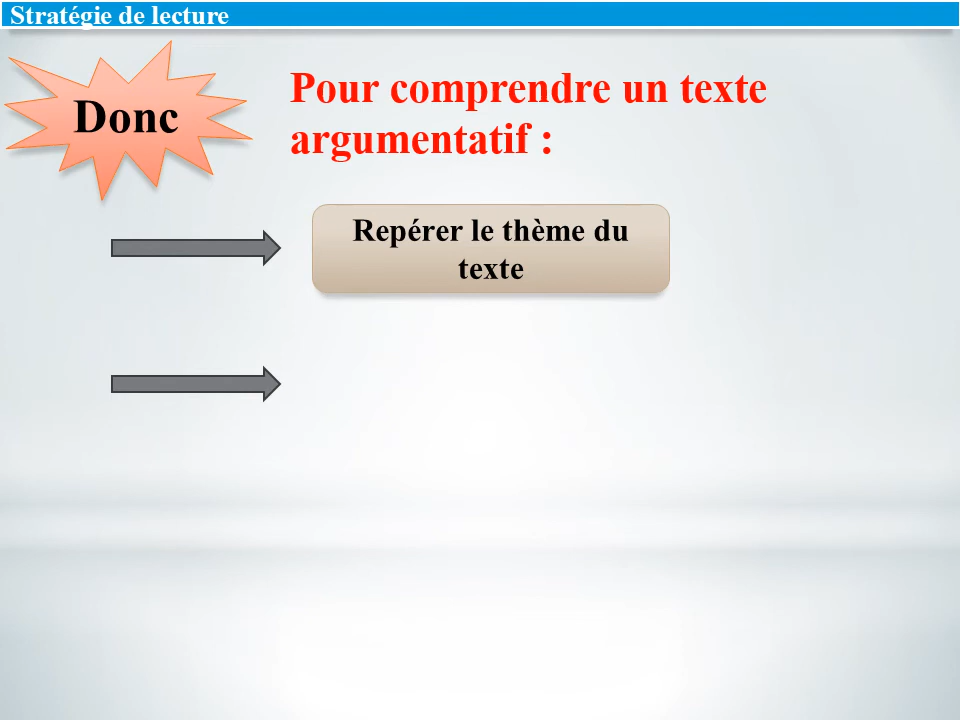 Stratégie de lecture
Donc
Pour comprendre un texte
argumentatif :
Repérer le thème du
texte